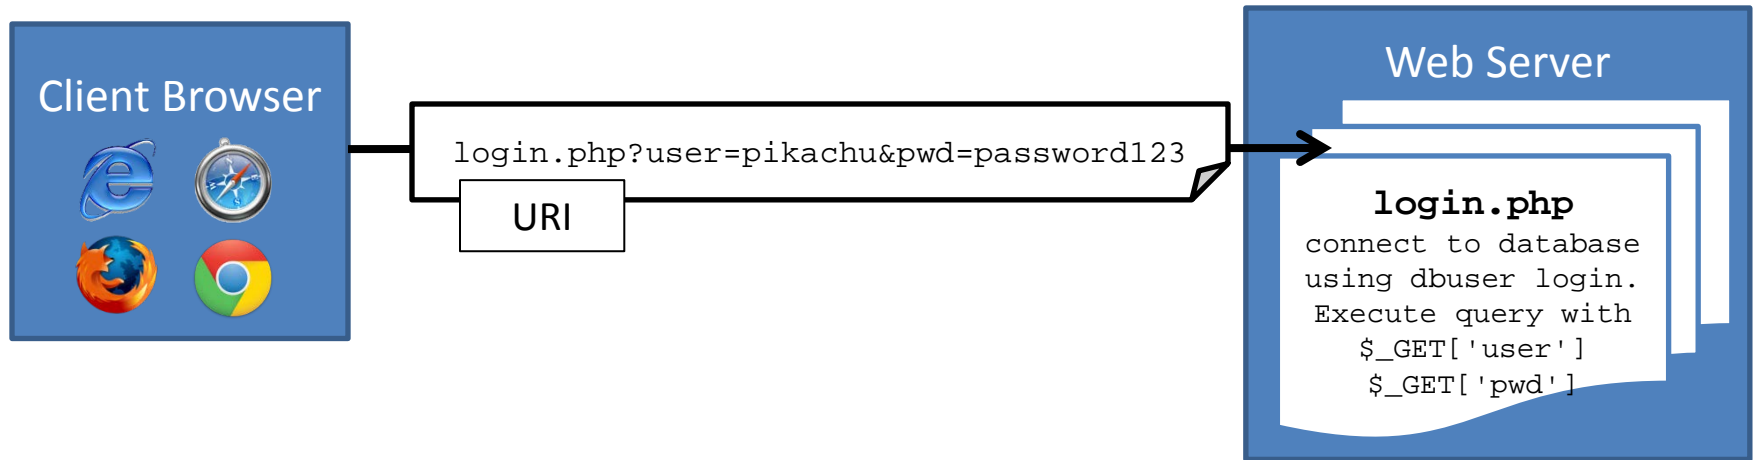 Client Browser
login.php?user=pikachu&pwd=password123
URI
Web Server
login.php
connect to database
using dbuser login.
Execute query with
$_GET['user']
$_GET['pwd']